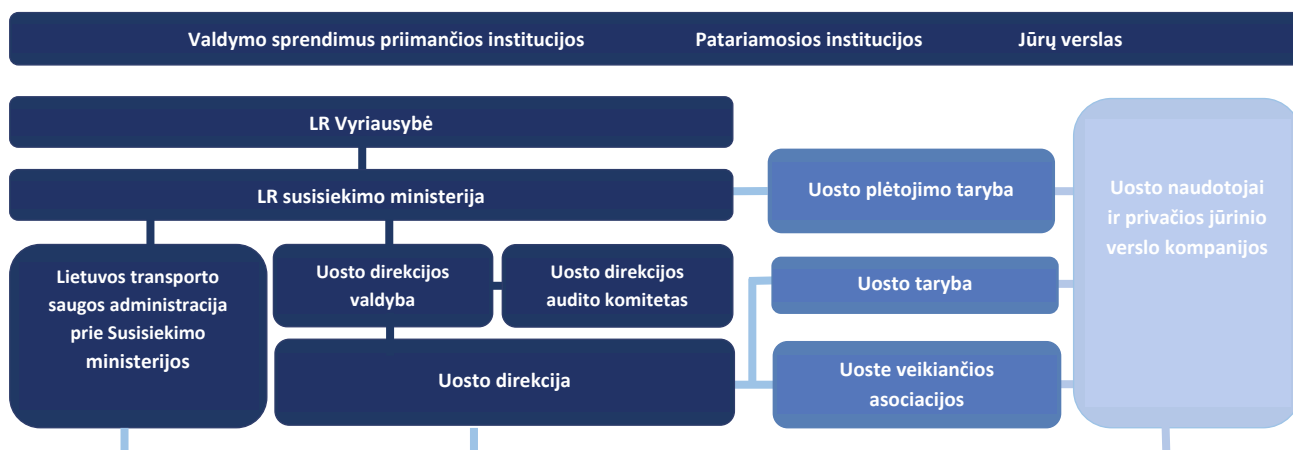 Valdymo sprendimus priimančios institucijos
Patariamosios institucijos
Jūrų verslas
LR Vyriausybė
LR susisiekimo ministerija
Lietuvos transporto
saugos administracija
prie Susisiekimo
ministerijos
Uosto direkcijos
valdyba
Uosto direkcijos
audito komitetas
Uosto direkcija
Uosto plėtojimo taryba
Uosto taryba
Uoste veikiančios
asociacijos
Uosto naudotojai
ir privačios jūrinio
verslo kompanijos